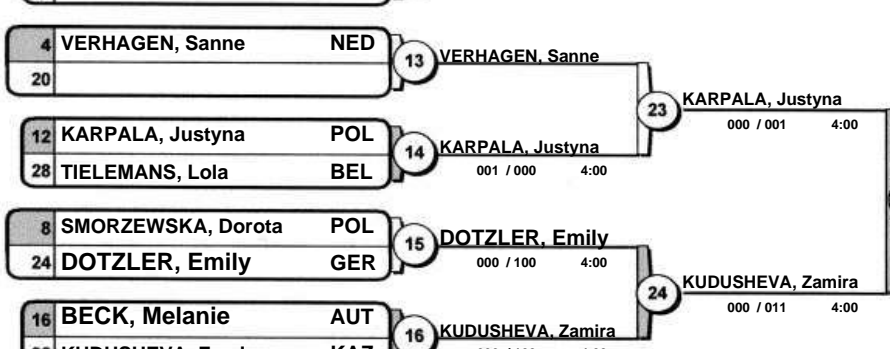 4 VERHAGEN, Sanne NED
20
13 VERHAGEN, Sanne
12 KARPALA, Justyna POL
28 TIELEMANS, Lola BEL
14 KARPALA, Justyna
001 / 000 4:00
23 KARPALA, Justyna
000 / 001 4:00
8 SMORZEWSKA, Dorota POL
24 DOTZLER, Emily GER
15 DOTZLER, Emily
000 / 100 4:00
16 BECK, Melanie AUT
KAZ
16 KUDUSHEVA, Zamira
24 KUDUSHEVA, Zamira
000 / 011 4:00